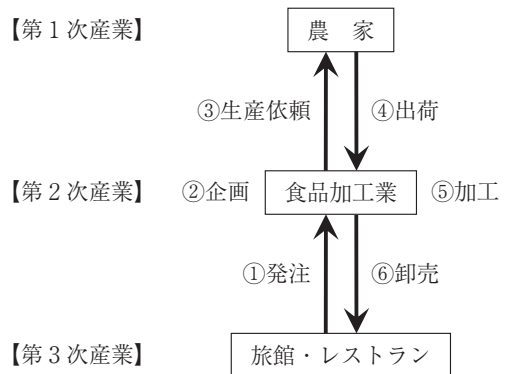 【第1次産業】 農 家
③生産依頼 ④出荷
【第2次産業】 ②企画 食品加工業 ⑤加工
①発注 ⑥卸売
【第3次産業】 旅館・レストラン